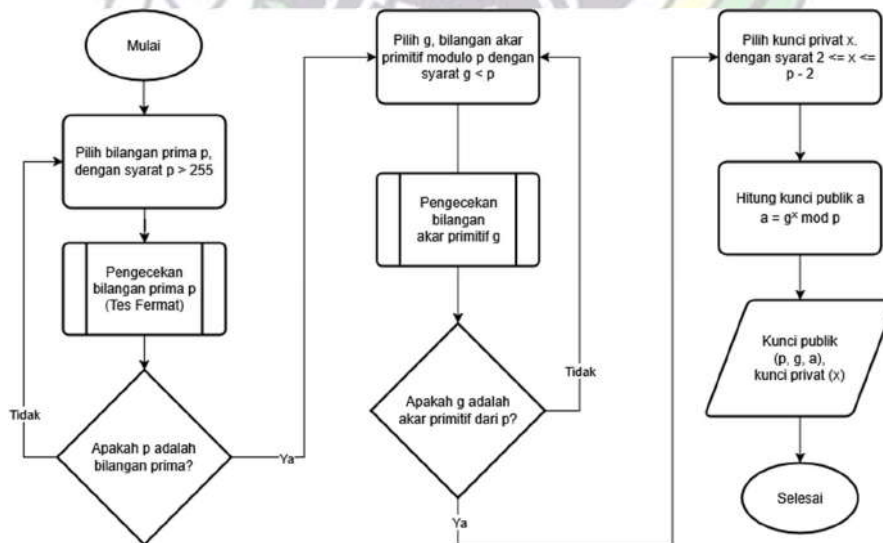 Mulai
Pilih bilangan prima p,
dengan syarat p > 255
Pengecekan
bilangan prima p
(Tes Fermat)
Tidak
Apakah p adalah
bilangan prima?
Ya
Pilih g, bilangan akar
primitif modulo p dengan
syarat g < p
Pengecekan
bilangan
akar primitif g
Tidak
Apakah g adalah
akar primitif dari p?
Ya
Pilih kunci privat x.
dengan syarat 2 <= x <=
p - 2
Hitung kunci publik a
a = gˣ mod p
Kunci publik
(p, g, a),
kunci privat (x)
Selesai